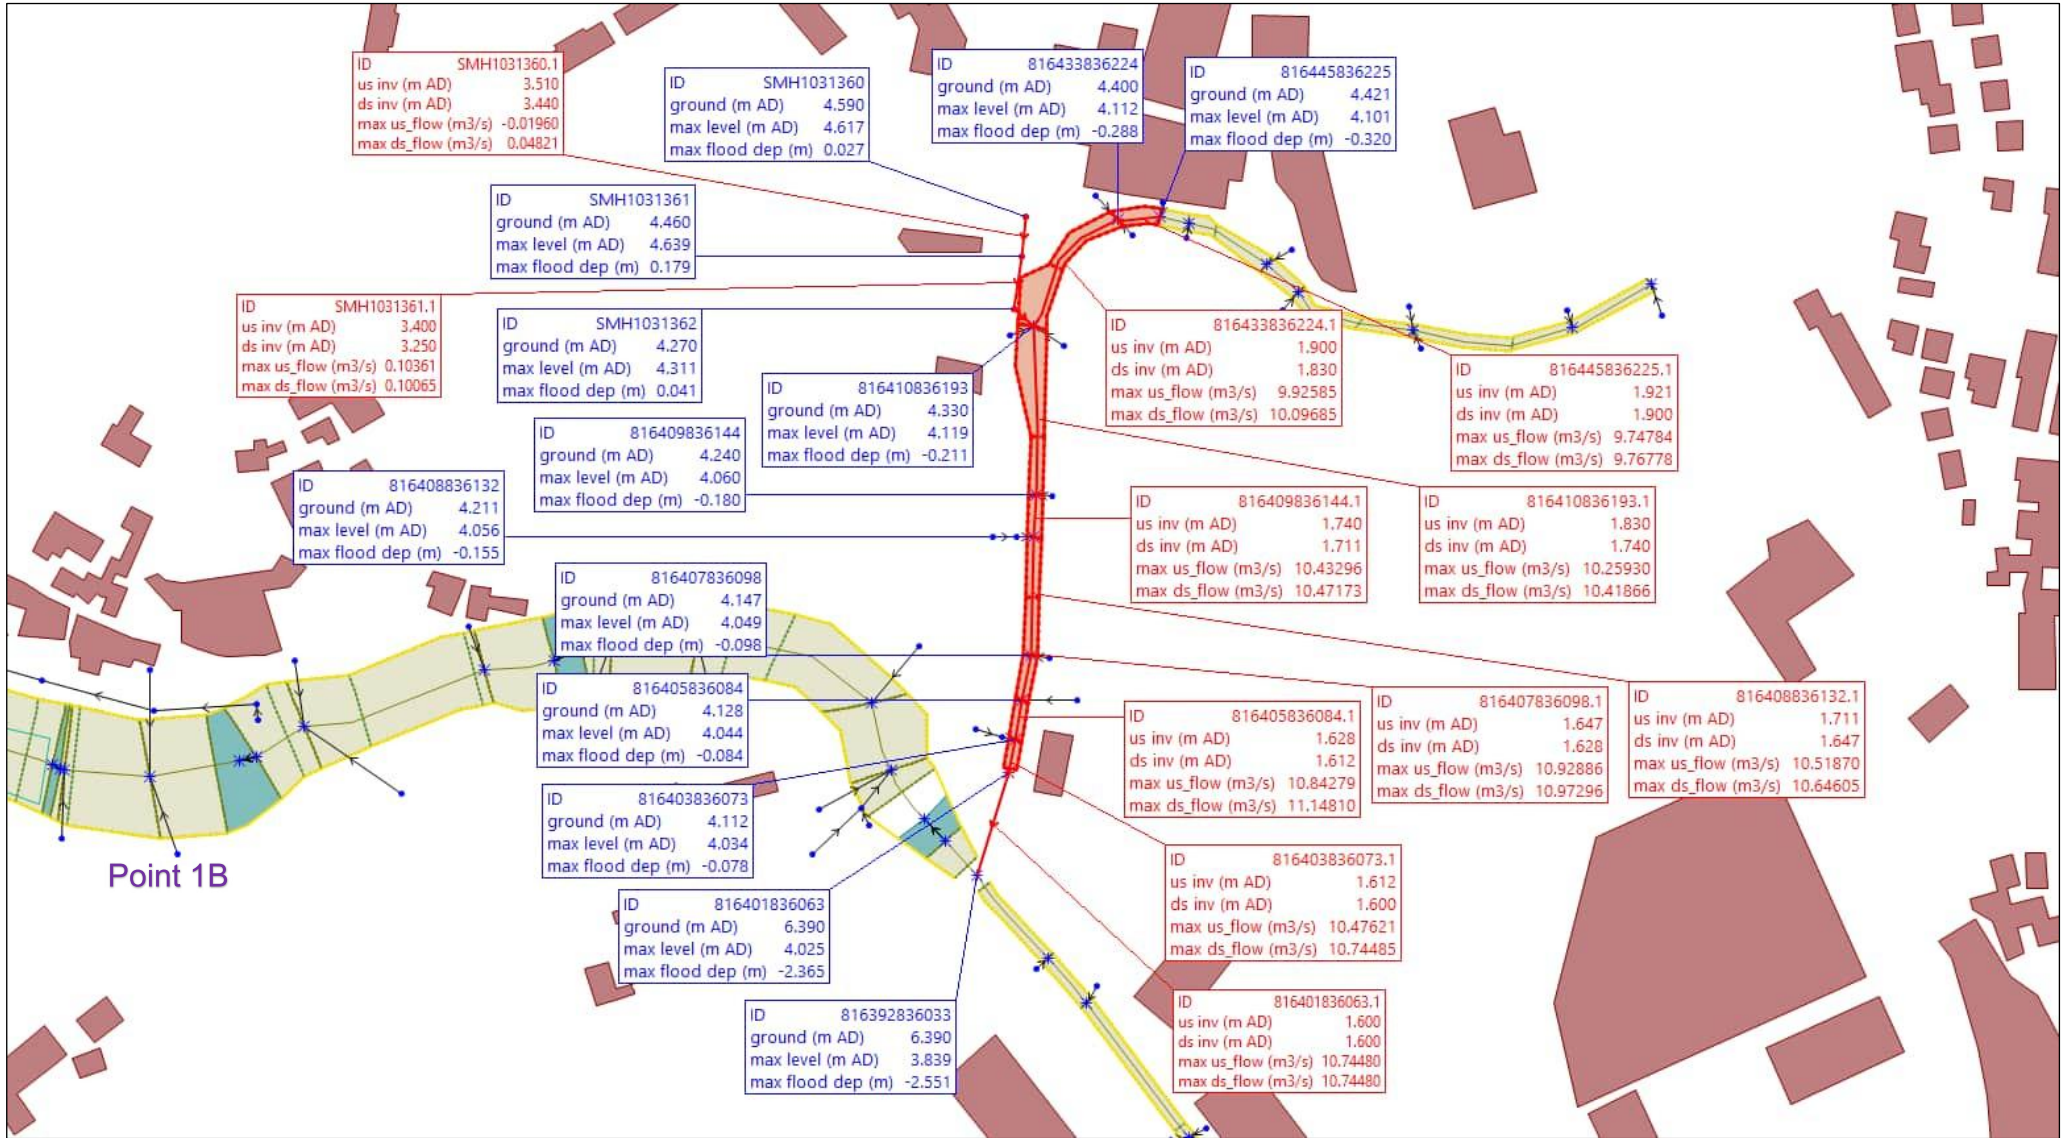 ID SMH1031360.1
us inv (m AD) 3.510
ds inv (m AD) 3.440
max us_flow (m3/s) -0.01960
max ds_flow (m3/s) 0.04821
ID SMH1031360
ground (m AD) 4.590
max level (m AD) 4.617
max flood dep (m) 0.027
ID 816433836224
ground (m AD) 4.400
max level (m AD) 4.112
max flood dep (m) -0.288
ID 816445836225
ground (m AD) 4.421
max level (m AD) 4.101
max flood dep (m) -0.320
ID SMH1031361
ground (m AD) 4.460
max level (m AD) 4.639
max flood dep (m) 0.179
ID SMH1031361.1
us inv (m AD) 3.400
ds inv (m AD) 3.250
max us_flow (m3/s) 0.10361
max ds_flow (m3/s) 0.10065
ID SMH1031362
ground (m AD) 4.270
max level (m AD) 4.311
max flood dep (m) 0.041
ID 816410836193
ground (m AD) 4.330
max level (m AD) 4.119
max flood dep (m) -0.211
ID 816433836224.1
us inv (m AD) 1.900
ds inv (m AD) 1.830
max us_flow (m3/s) 9.92585
max ds_flow (m3/s) 10.09685
ID 816445836225.1
us inv (m AD) 1.921
ds inv (m AD) 1.900
max us_flow (m3/s) 9.74784
max ds_flow (m3/s) 9.76778
ID 816409836144
ground (m AD) 4.240
max level (m AD) 4.060
max flood dep (m) -0.180
ID 816408836132
ground (m AD) 4.211
max level (m AD) 4.056
max flood dep (m) -0.155
ID 816409836144.1
us inv (m AD) 1.740
ds inv (m AD) 1.711
max us_flow (m3/s) 10.43296
max ds_flow (m3/s) 10.47173
ID 816410836193.1
us inv (m AD) 1.830
ds inv (m AD) 1.740
max us_flow (m3/s) 10.25930
max ds_flow (m3/s) 10.41866
ID 816407836098
ground (m AD) 4.147
max level (m AD) 4.049
max flood dep (m) -0.098
ID 816405836084
ground (m AD) 4.128
max level (m AD) 4.044
max flood dep (m) -0.084
ID 816405836084.1
us inv (m AD) 1.628
ds inv (m AD) 1.612
max us_flow (m3/s) 10.84279
max ds_flow (m3/s) 11.14810
ID 816407836098.1
us inv (m AD) 1.647
ds inv (m AD) 1.628
max us_flow (m3/s) 10.92886
max ds_flow (m3/s) 10.97296
ID 816408836132.1
us inv (m AD) 1.711
ds inv (m AD) 1.647
max us_flow (m3/s) 10.51870
max ds_flow (m3/s) 10.64605
ID 816403836073
ground (m AD) 4.112
max level (m AD) 4.034
max flood dep (m) -0.078
Point 1B
ID 816403836073.1
us inv (m AD) 1.612
ds inv (m AD) 1.600
max us_flow (m3/s) 10.47621
max ds_flow (m3/s) 10.74485
ID 816401836063
ground (m AD) 6.390
max level (m AD) 4.025
max flood dep (m) -2.365
ID 816401836063.1
us inv (m AD) 1.600
ds inv (m AD) 1.600
max us_flow (m3/s) 10.74480
max ds_flow (m3/s) 10.74480
ID 816392836033
ground (m AD) 6.390
max level (m AD) 3.839
max flood dep (m) -2.551